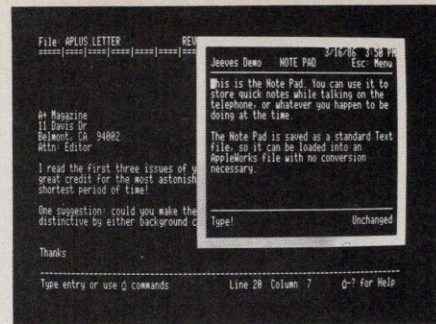 File: APLUS.LETTER REV
=====|====|====|====|====|====|====
A+ Magazine
11 Davis Dr
Belmont, CA 94002
Attn: Editor
I read the first three issues of y
great credit for the most astonish
shortest period of time!
One suggestion: could you make the
distinctive by either background c
Thanks
Type entry or use commands Line 20 Column 7 -? for Help
3/16/86 3:50 PM
Jeeves Demo NOTE PAD Esc: Menu
This is the Note Pad. You can use it to
store quick notes while talking on the
telephone, or whatever you happen to be
doing at the time.
The Note Pad is saved as a standard Text
file, so it can be loaded into an
AppleWorks file with no conversion
necessary.
Type! Unchanged